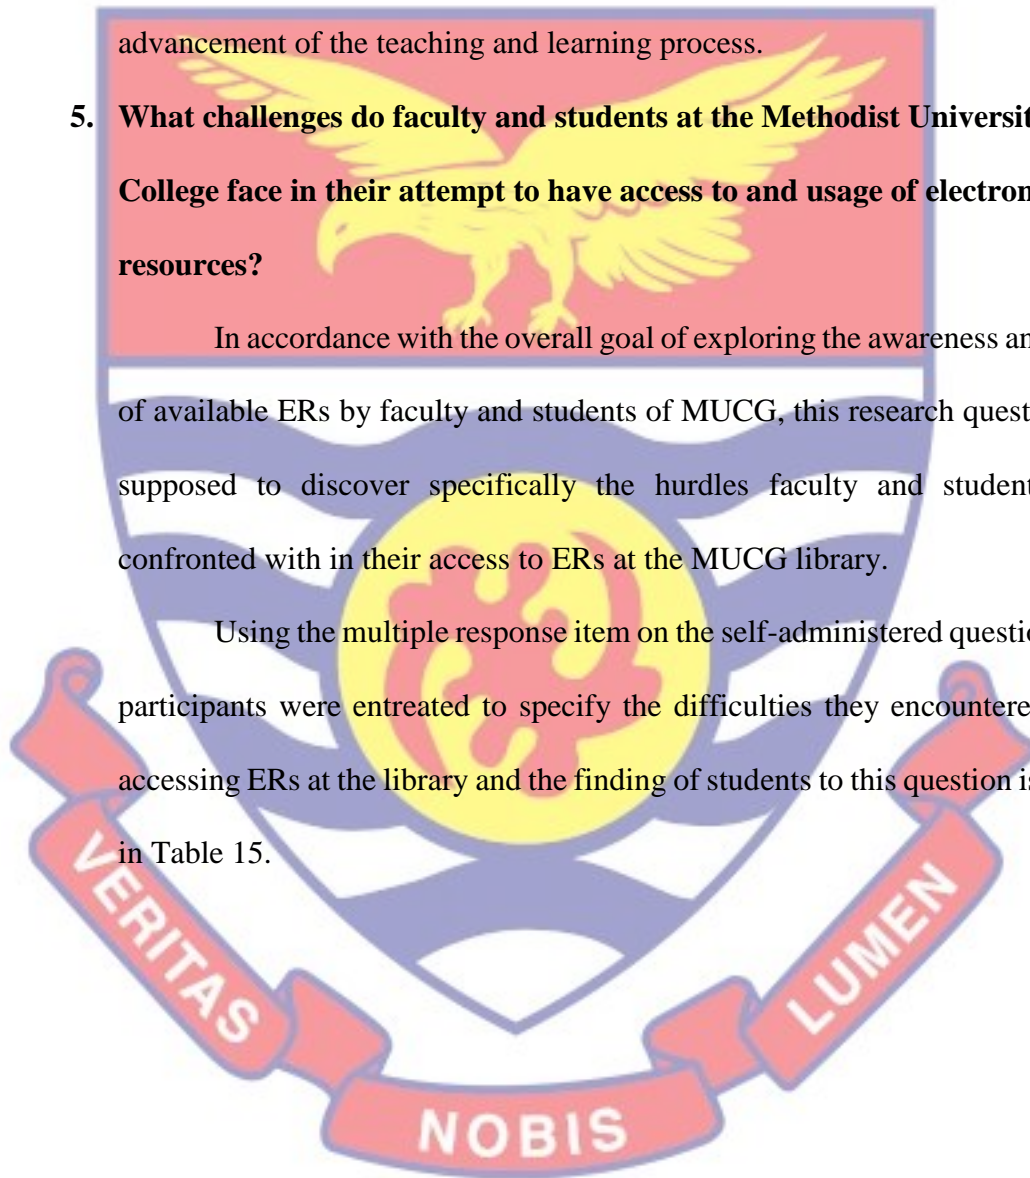 advancement of the teaching and learning process.
5. What challenges do faculty and students at the Methodist Universit
College face in their attempt to have access to and usage of electron
resources?
In accordance with the overall goal of exploring the awareness an
of available ERs by faculty and students of MUCG, this research quest
supposed to discover specifically the hurdles faculty and student
confronted with in their access to ERs at the MUCG library.
Using the multiple response item on the self-administered questio
participants were entreated to specify the difficulties they encountere
accessing ERs at the library and the finding of students to this question is
in Table 15.
VERITAS
NOBIS
LUMEN